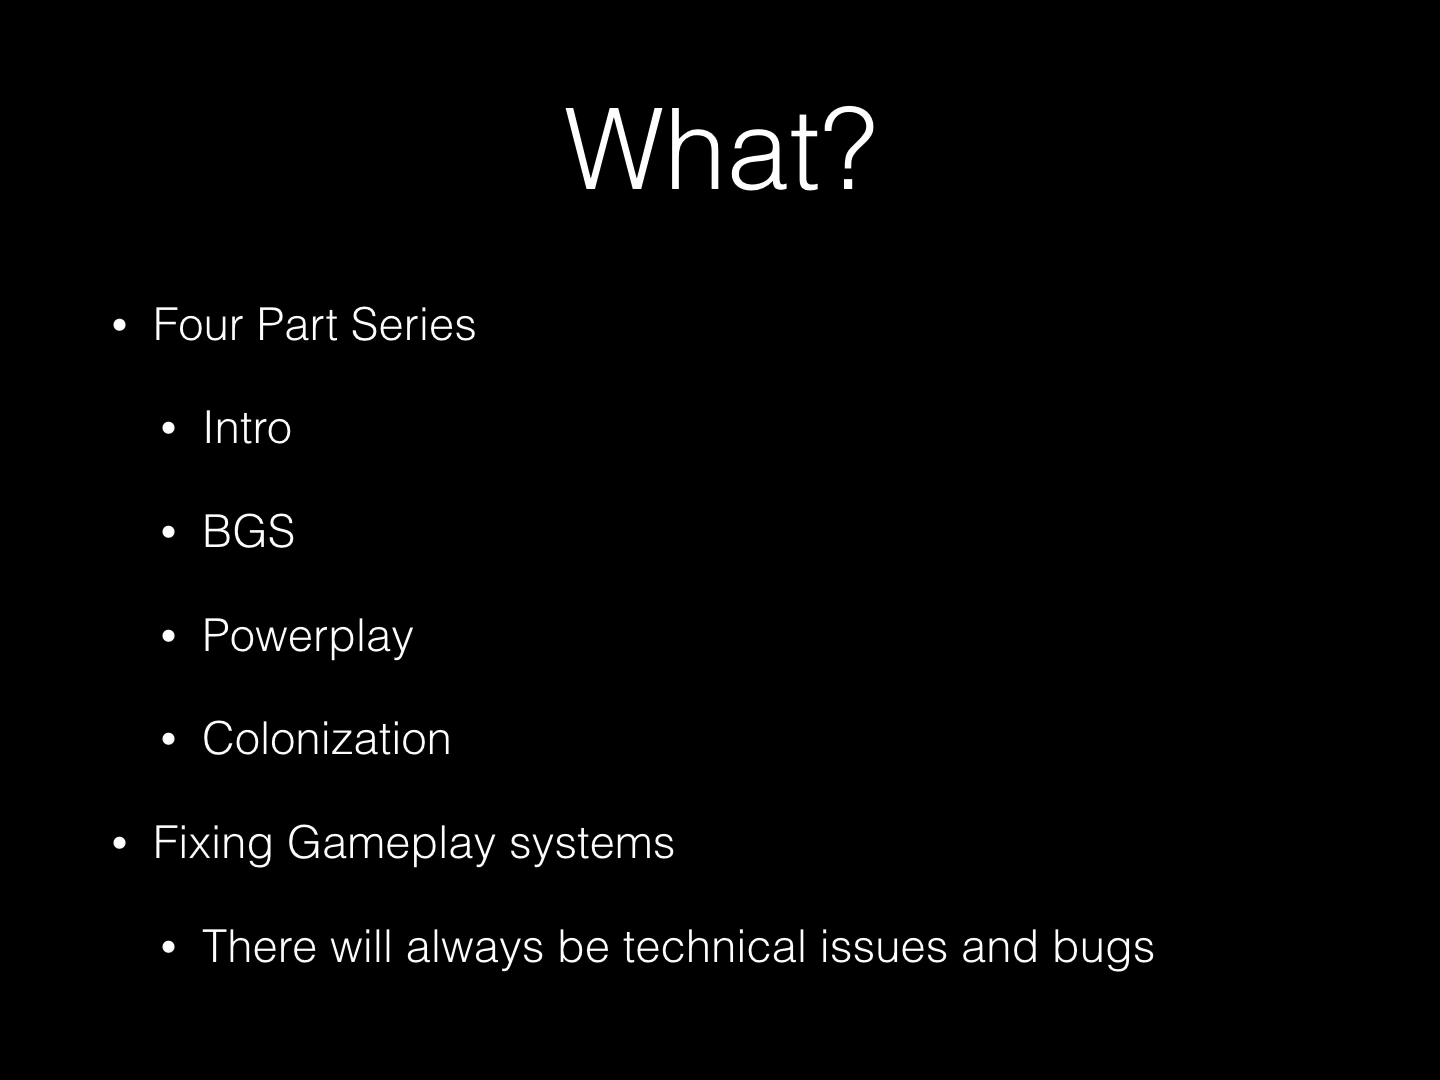 What?
• Four Part Series
• Intro
• BGS
• Powerplay
• Colonization
• Fixing Gameplay systems
• There will always be technical issues and bugs